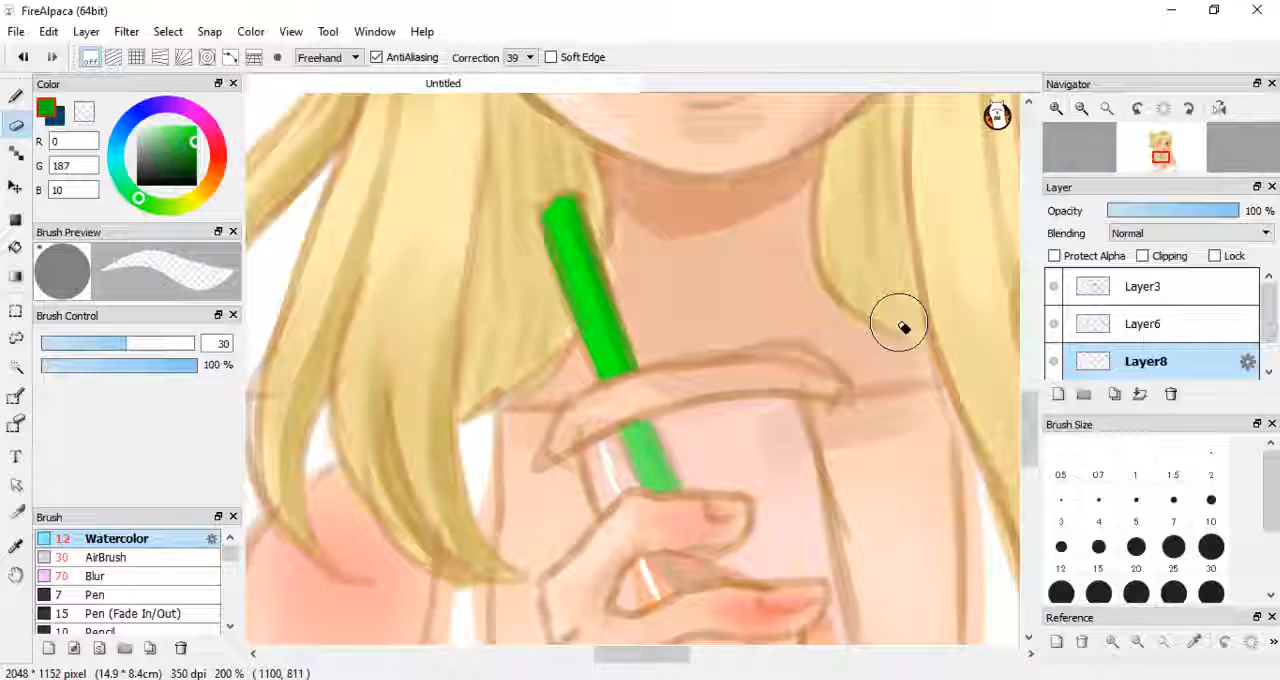 FireAlpaca (64bit)
File Edit Layer Filter Select Snap Color View Tool Window Help
off Freehand AntiAliasing Correction 39 Soft Edge
Color
Untitled
Navigator
R 0
G 187
B 10
Layer
Opacity 100 %
Blending Normal
Protect Alpha Clipping Lock
Brush Preview
Layer3
Layer6
Layer8
Brush Control
30
100 %
Brush Size
0.5 0.7 1 1.5 2
3 4 5 7 10
12 15 20 25 30
Brush
12 Watercolor
30 AirBrush
70 Blur
7 Pen
15 Pen (Fade In/Out)
10 Pencil
Reference
2048 * 1152 pixel (14.9 * 8.4cm) 350 dpi 200 % ( 1100, 811 )